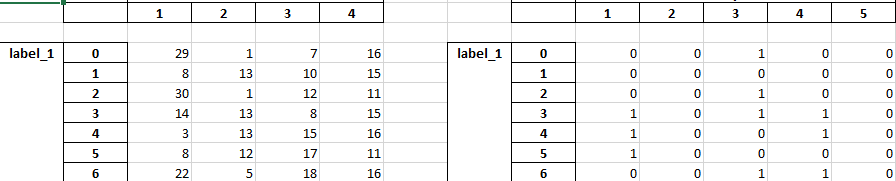 1 2 3 4 1 2 3 4 5
label_1 0 29 1 7 16 label_1 0 0 0 1 0 0
1 8 13 10 15 1 0 0 0 0 0
2 30 1 12 11 2 0 0 1 0 0
3 14 13 8 15 3 1 0 1 1 0
4 3 13 15 16 4 1 0 0 1 0
5 8 12 17 11 5 1 0 0 0 0
6 22 5 18 16 6 0 0 1 1 0